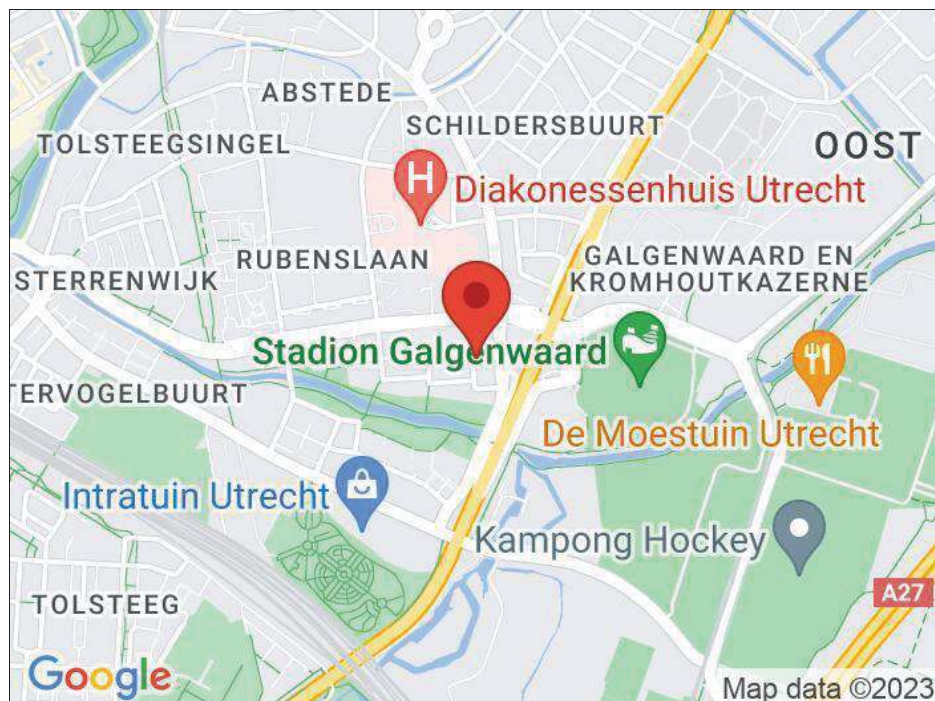 ABSTEDE
SCHILDERSBUURT
TOLSTEEGSINGEL
OOST
H
Diakonessenhuis Utrecht
RUBENSLAAN
GALGENWAARD EN
KROMHOUTKAZERNE
STERRENWIJK
Stadion Galgenwaard
TERVOGELBUURT
De Moestuin Utrecht
Intratuin Utrecht
Kampong Hockey
TOLSTEEG
A27
Google
Map data ©2023